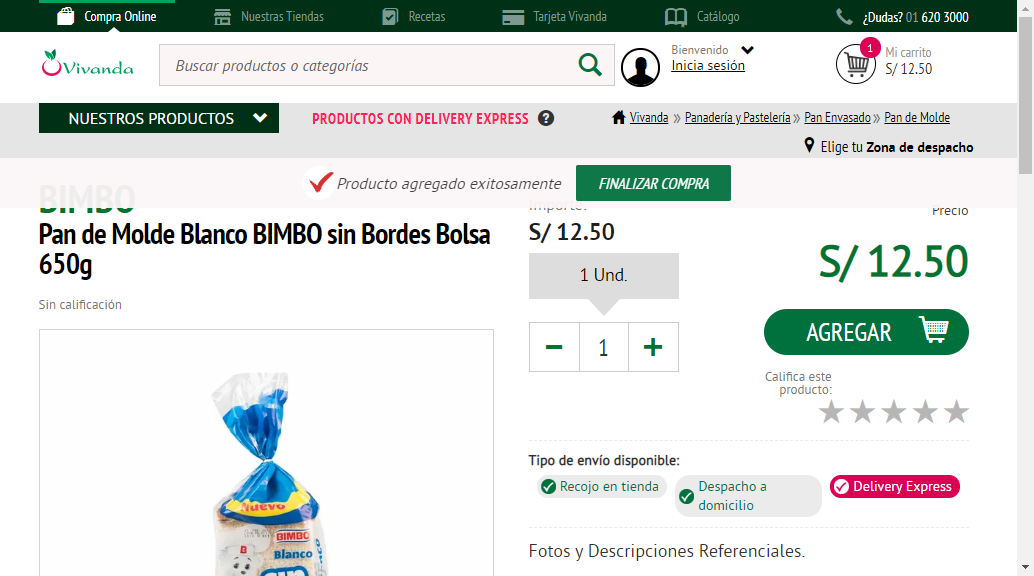 Compra Online
Nuestras Tiendas
Recetas
Tarjeta Vivanda
Catálogo
¿Dudas? 01 620 3000
Vivanda
Buscar productos o categorías
Bienvenido
Inicia sesión
1
Mi carrito
S/ 12.50
NUESTROS PRODUCTOS
PRODUCTOS CON DELIVERY EXPRESS ?
Vivanda » Panadería y Pastelería » Pan Envasado » Pan de Molde
Elige tu Zona de despacho
Producto agregado exitosamente
FINALIZAR COMPRA
BIMBO
Pan de Molde Blanco BIMBO sin Bordes Bolsa
650g
Sin calificación
Importe:
S/ 12.50
1 Und.
− 1 +
Precio
S/ 12.50
AGREGAR
Califica este
producto:
Tipo de envío disponible:
Recojo en tienda
Despacho a
domicilio
Delivery Express
Fotos y Descripciones Referenciales.
Nuevo
BIMBO
Blanco